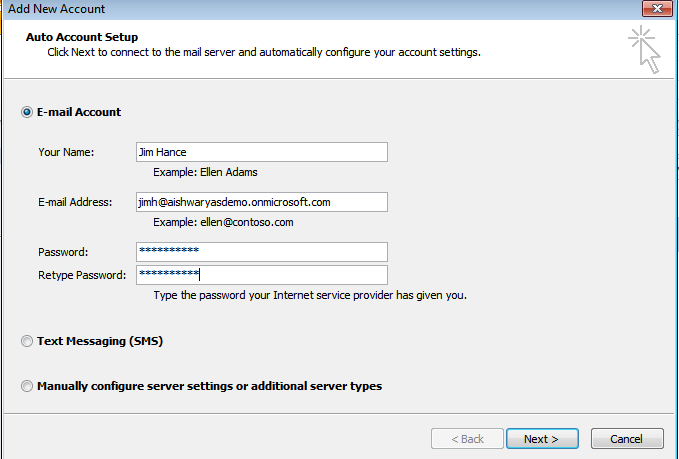 Add New Account
Auto Account Setup
Click Next to connect to the mail server and automatically configure your account settings.
E-mail Account
Your Name: Jim Hance
Example: Ellen Adams
E-mail Address: jimh@aishwaryasdemo.onmicrosoft.com
Example: ellen@contoso.com
Password: **********
Retype Password: **********
Type the password your Internet service provider has given you.
Text Messaging (SMS)
Manually configure server settings or additional server types
< Back Next > Cancel